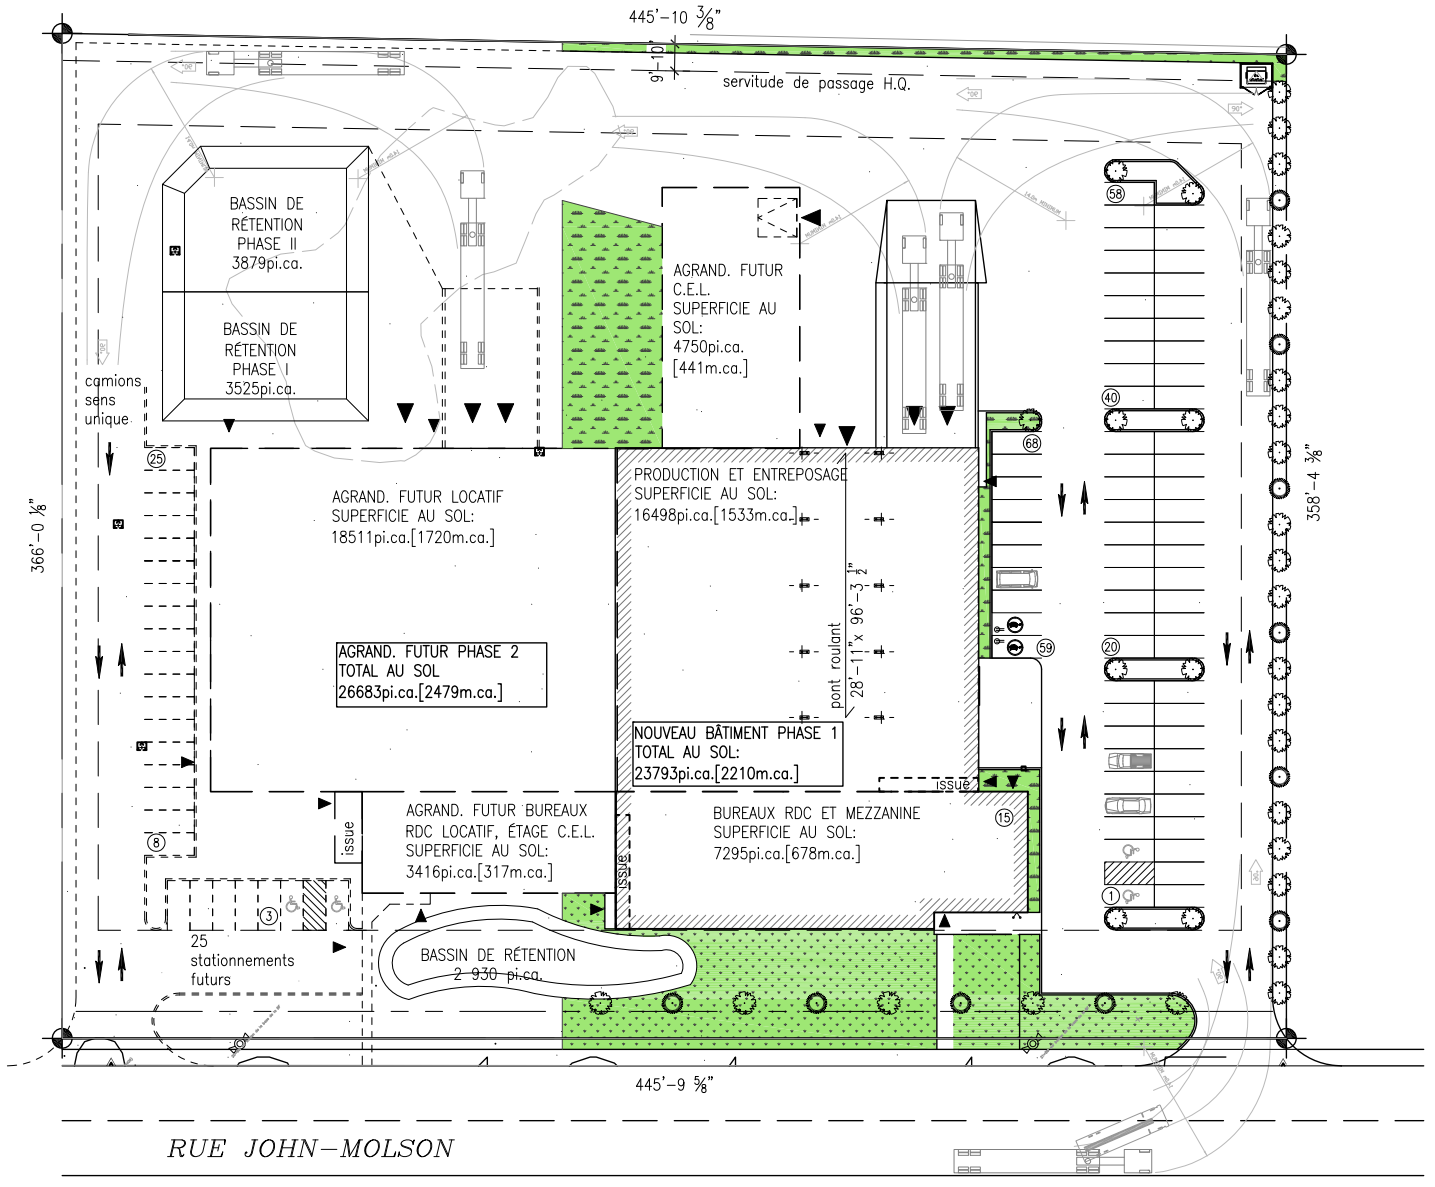 445'-10 3/8"
9'-10"
servitude de passage H.Q.
BASSIN DE
RÉTENTION
PHASE II
3879pi.ca.
BASSIN DE
RÉTENTION
PHASE I
3525pi.ca.
AGRAND. FUTUR
C.E.L.
SUPERFICIE AU
SOL:
4750pi.ca.
[441m.ca.]
58
40
68
camions
sens
unique
25
366'-0 1/8"
358'-4 3/8"
AGRAND. FUTUR LOCATIF
SUPERFICIE AU SOL:
18511pi.ca.[1720m.ca.]
PRODUCTION ET ENTREPOSAGE
SUPERFICIE AU SOL:
16498pi.ca.[1533m.ca.]
pont roulant
28'-11" x 96'-3 1/2"
59
20
AGRAND. FUTUR PHASE 2
TOTAL AU SOL
26683pi.ca.[2479m.ca.]
NOUVEAU BÂTIMENT PHASE 1
TOTAL AU SOL:
23793pi.ca.[2210m.ca.]
issue
8
issue
AGRAND. FUTUR BUREAUX
RDC LOCATIF, ÉTAGE C.E.L.
SUPERFICIE AU SOL:
3416pi.ca.[317m.ca.]
issue
BUREAUX RDC ET MEZZANINE
SUPERFICIE AU SOL:
7295pi.ca.[678m.ca.]
15
1
3
25
stationnements
futurs
BASSIN DE RÉTENTION
2 930 pi.ca.
445'-9 5/8"
RUE JOHN-MOLSON